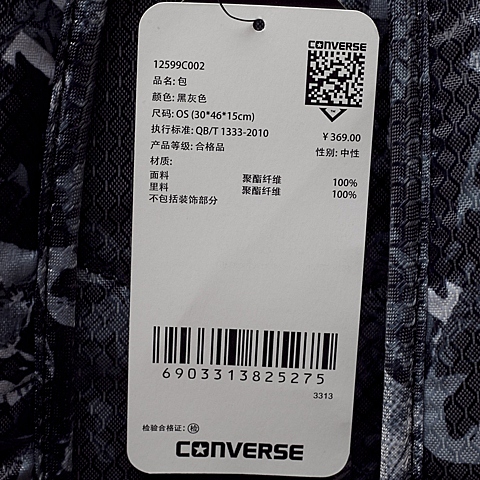 CONVERSE
12599C002
品名: 包
颜色: 黑灰色
尺码: OS (30*46*15cm)
执行标准: QB/T 1333-2010
¥ 369.00
产品等级: 合格品
性别: 中性
材质:
面料 聚酯纤维 100%
里料 聚酯纤维 100%
不包括装饰部分
6903313825275
3313
检验合格证: 检
CONVERSE